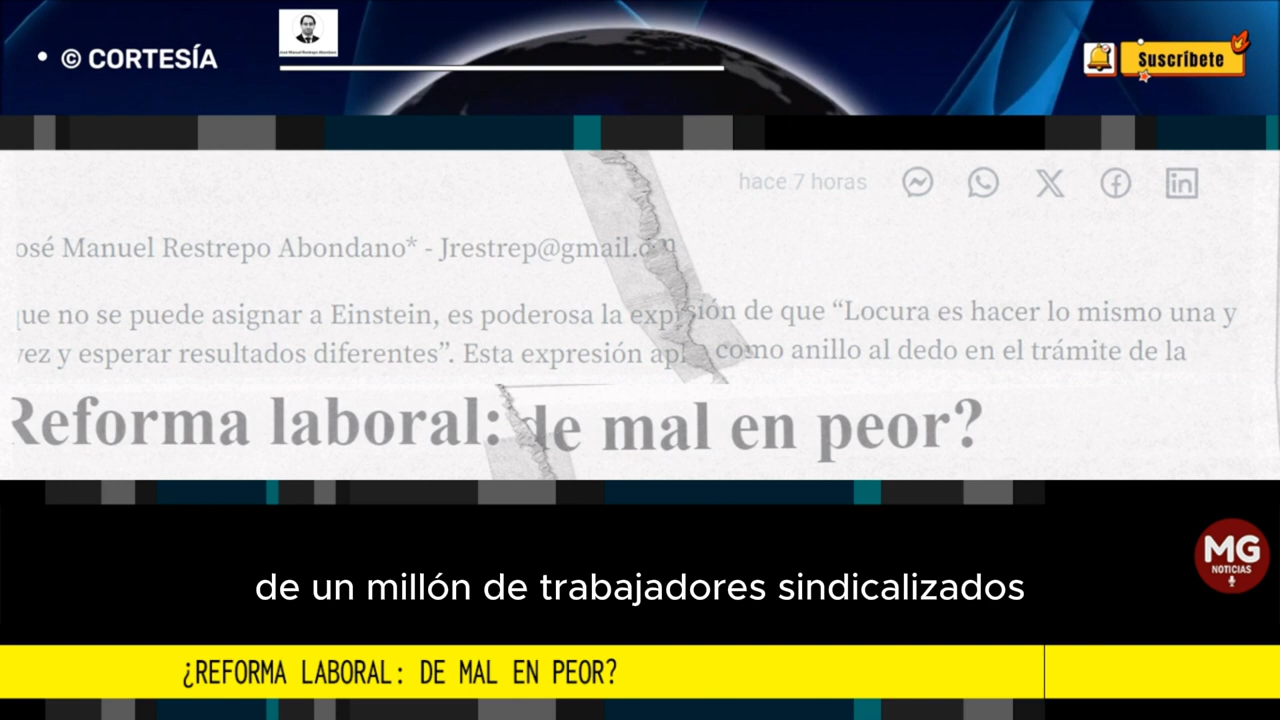 • © CORTESÍA
Suscríbete
hace 7 horas
osé Manuel Restrepo Abondano* - Jrestrep@gmail.com
ue no se puede asignar a Einstein, es poderosa la expresión de que “Locura es hacer lo mismo una y
vez y esperar resultados diferentes”. Esta expresión como anillo al dedo en el trámite de la
Reforma laboral: de mal en peor?
de un millón de trabajadores sindicalizados
MG
NOTICIAS
¿REFORMA LABORAL: DE MAL EN PEOR?